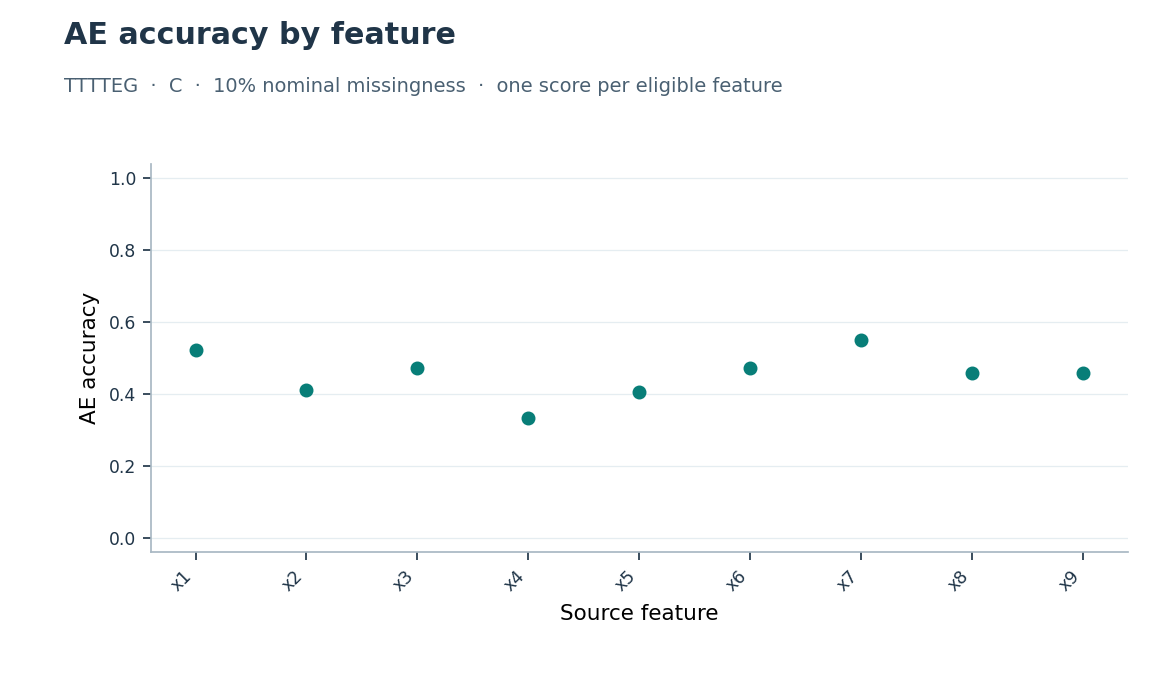 AE accuracy by feature
TTTTEG · C · 10% nominal missingness · one score per eligible feature
1.0
0.8
0.6
0.4
0.2
0.0
AE accuracy
x1 x2 x3 x4 x5 x6 x7 x8 x9
Source feature